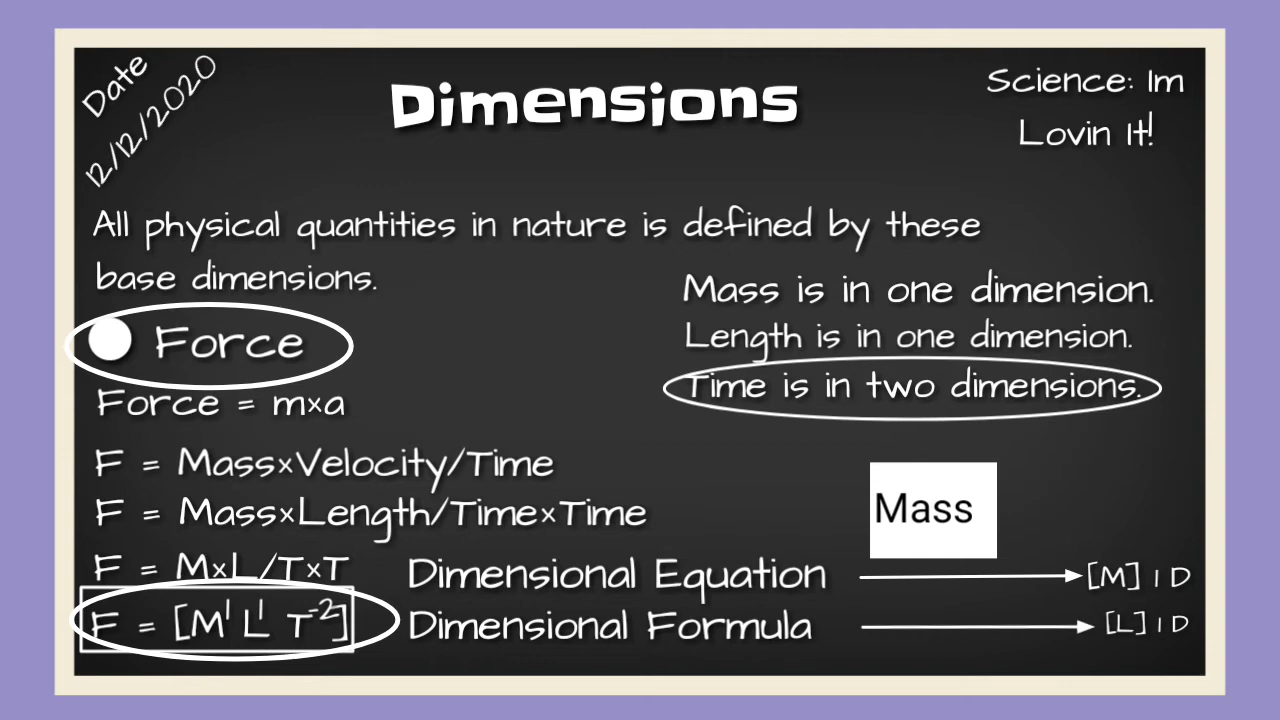 Date
12/12/2020
Dimensions
Science: Im
Lovin It!
All physical quantities in nature is defined by these
base dimensions.
Mass is in one dimension.
Length is in one dimension.
Time is in two dimensions.
Force
Force = m×a
F = Mass×Velocity/Time
F = Mass×Length/Time×Time
F = M×L/T×T
F = [M¹ L¹ T⁻²]
Mass
Dimensional Equation
[M] 1 D
Dimensional Formula
[L] 1 D